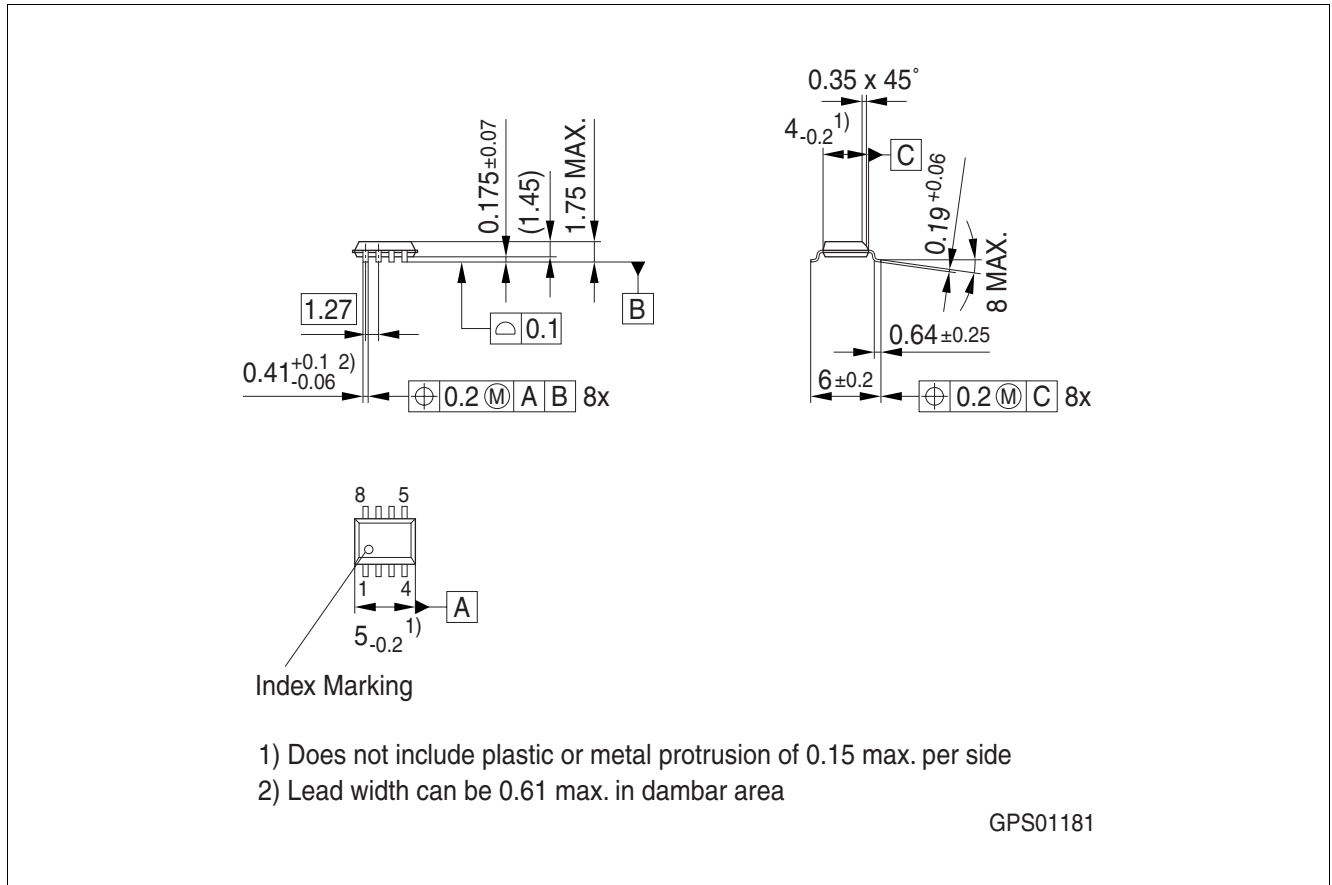 0.35 x 45°
4-0.2 1)
C
0.19 +0.06
8 MAX.
0.64 ±0.25
6 ±0.2
0.2 Ⓜ C 8x
0.175 ±0.07
(1.45)
1.75 MAX.
B
1.27
0.1
0.41 +0.1 -0.06 2)
0.2 Ⓜ A B 8x
8 5
1 4
A
5-0.2 1)
Index Marking
1) Does not include plastic or metal protrusion of 0.15 max. per side
2) Lead width can be 0.61 max. in dambar area
GPS01181